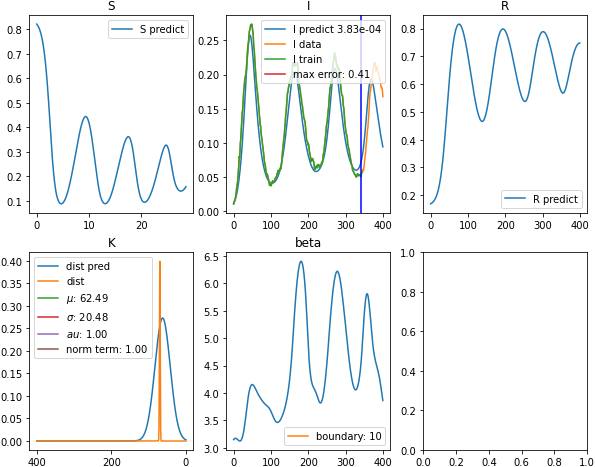 S
S predict
0.8
0.7
0.6
0.5
0.4
0.3
0.2
0.1
0 10 20
I
I predict 3.83e-04
I data
I train
max error: 0.41
0.25
0.20
0.15
0.10
0.05
0.00
0 100 200 300 400
R
R predict
0.8
0.7
0.6
0.5
0.4
0.3
0.2
0 100 200 300 400
K
dist pred
dist
μ: 62.49
σ: 20.48
au: 1.00
norm term: 1.00
0.40
0.35
0.30
0.25
0.20
0.15
0.10
0.05
0.00
400 200 0
beta
boundary: 10
6.5
6.0
5.5
5.0
4.5
4.0
3.5
3.0
0 100 200 300 400
1.0
0.8
0.6
0.4
0.2
0.0
0.0 0.2 0.4 0.6 0.8 1.0